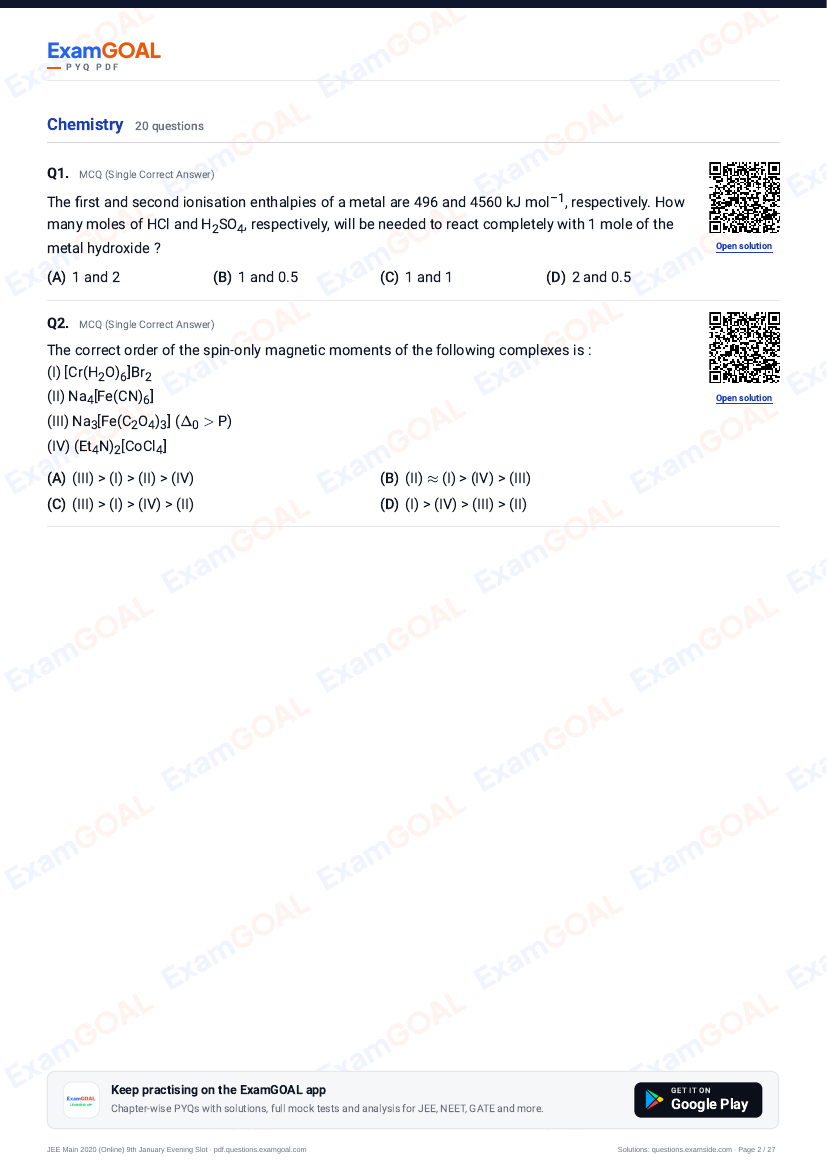 ExamGOAL
PYQ PDF
Chemistry 20 questions
Q1. MCQ (Single Correct Answer)
The first and second ionisation enthalpies of a metal are 496 and 4560 kJ mol⁻¹, respectively. How
many moles of HCl and H₂SO₄, respectively, will be needed to react completely with 1 mole of the
metal hydroxide ?
Open solution
(A) 1 and 2 (B) 1 and 0.5 (C) 1 and 1 (D) 2 and 0.5
Q2. MCQ (Single Correct Answer)
The correct order of the spin-only magnetic moments of the following complexes is :
(I) [Cr(H₂O)₆]Br₂
(II) Na₄[Fe(CN)₆]
Open solution
(III) Na₃[Fe(C₂O₄)₃] (Δ₀ > P)
(IV) (Et₄N)₂[CoCl₄]
(A) (III) > (I) > (II) > (IV) (B) (II) ≈ (I) > (IV) > (III)
(C) (III) > (I) > (IV) > (II) (D) (I) > (IV) > (III) > (II)
Keep practising on the ExamGOAL app
Chapter-wise PYQs with solutions, full mock tests and analysis for JEE, NEET, GATE and more.
ExamGOAL
GET IT ON
Google Play
JEE Main 2020 (Online) 9th January Evening Slot · pdf.questions.examgoal.com
Solutions: questions.examside.com · Page 2 / 27